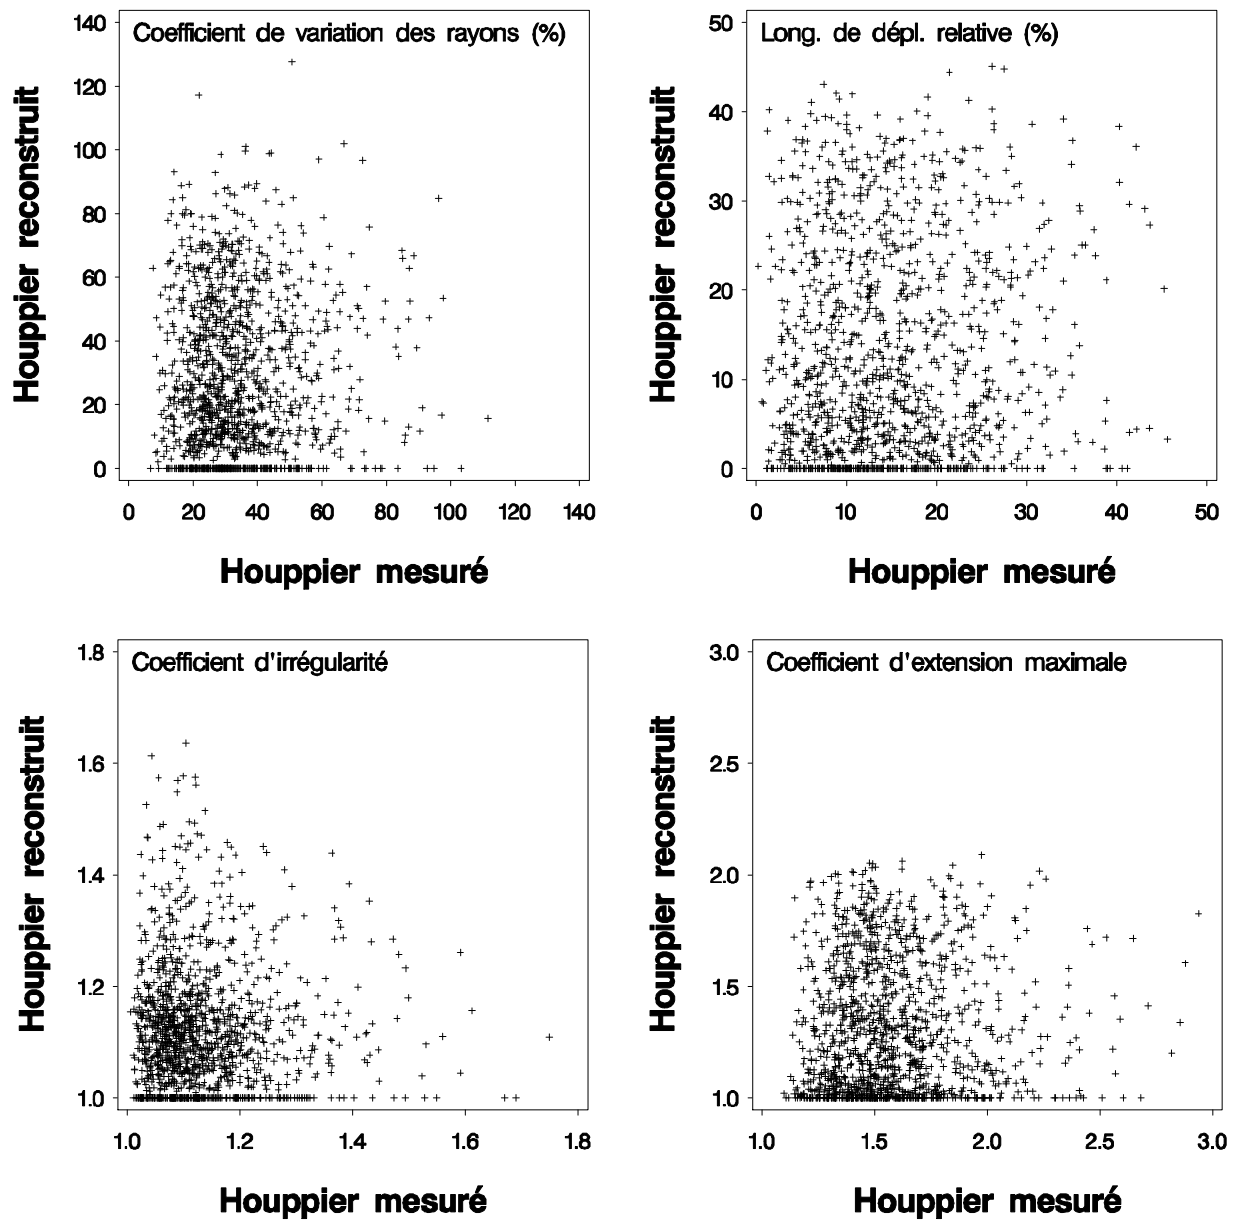 Coefficient de variation des rayons (%)
140
120
100
80
60
40
20
0
0 20 40 60 80 100 120 140
Houppier reconstruit
Houppier mesuré
Long. de dépl. relative (%)
50
40
30
20
10
0
0 10 20 30 40 50
Houppier reconstruit
Houppier mesuré
Coefficient d'irrégularité
1.8
1.6
1.4
1.2
1.0
1.0 1.2 1.4 1.6 1.8
Houppier reconstruit
Houppier mesuré
Coefficient d'extension maximale
3.0
2.5
2.0
1.5
1.0
1.0 1.5 2.0 2.5 3.0
Houppier reconstruit
Houppier mesuré